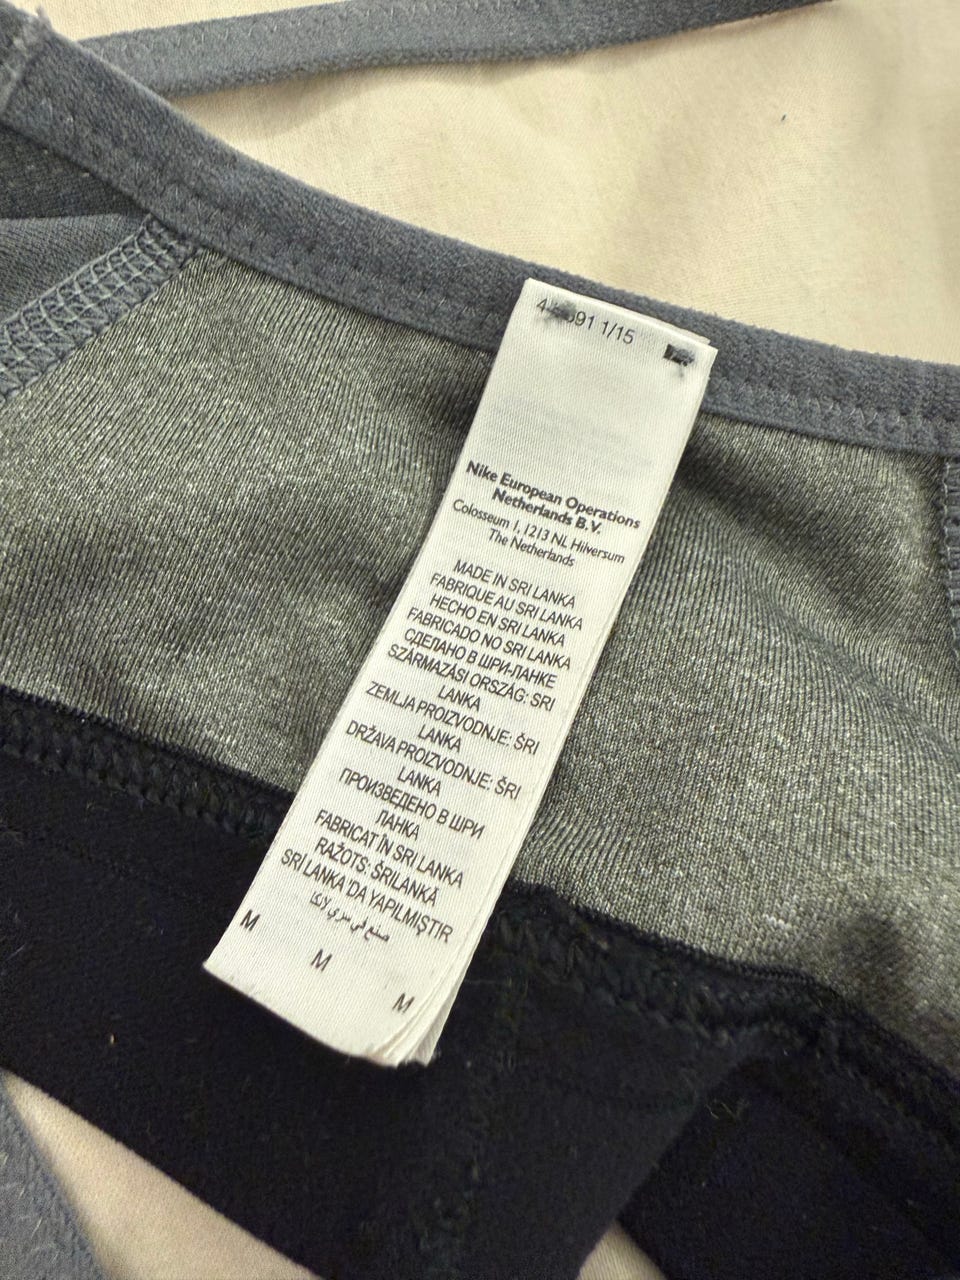 1/15
Nike European Operations
Netherlands B.V.
Colosseum 1, 1213 NL Hilversum
The Netherlands
MADE IN SRI LANKA
FABRIQUE AU SRI LANKA
HECHO EN SRI LANKA
FABRICADO NO SRI LANKA
СДЕЛАНО В ШРИ-ЛАНКЕ
SZÁRMAZÁSI ORSZÁG: SRI
LANKA
ZEMLJA PROIZVODNJE: ŠRI
LANKA
DRŽAVA PROIZVODNJE: ŠRI
LANKA
ПРОИЗВЕДЕНО В ШРИ
ЛАНКА
FABRICAT ÎN SRI LANKA
RAŽOTS: ŠRILANKĀ
SRİ LANKA 'DA YAPILMIŞTIR
صنع في سري لانكا
M
M
M